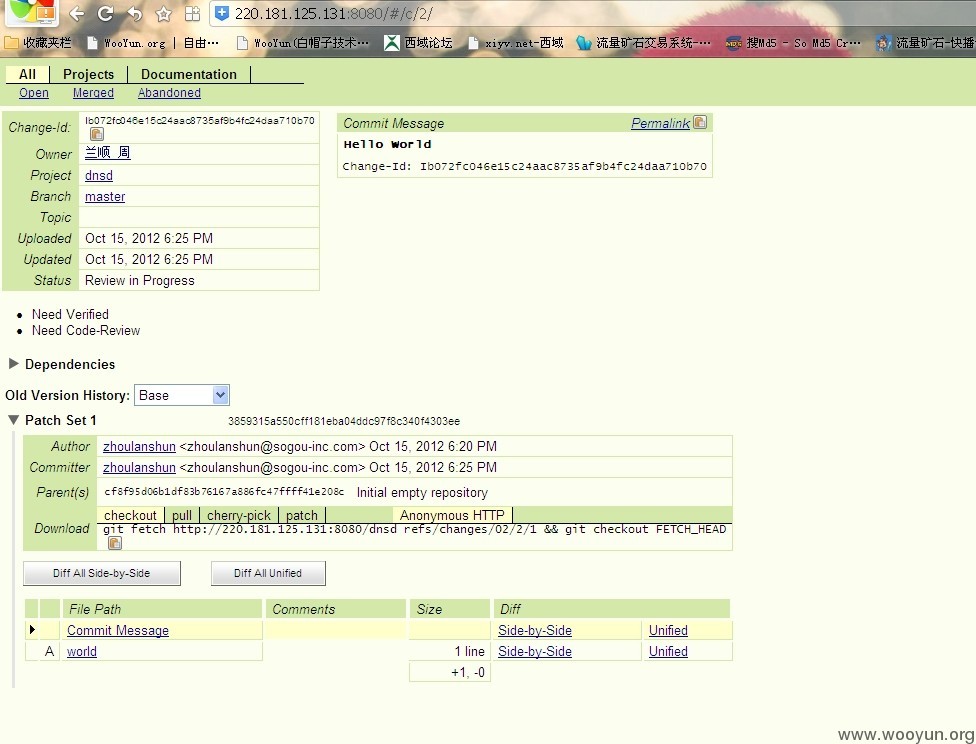 220.181.125.131:8080/#/c/2/
收藏夹栏 WooYun.org | 自由… WooYun(白帽子技术… 西域论坛 xiyv.net-西域 流量矿石交易系统-… 搜Md5 - So Md5 Cr… 流量矿石-快播
All Projects Documentation
Open Merged Abandoned
Change-Id: Ib072fc046e15c24aac8735af9b4fc24daa710b70
Owner 兰顺 周
Project dnsd
Branch master
Topic
Uploaded Oct 15, 2012 6:25 PM
Updated Oct 15, 2012 6:25 PM
Status Review in Progress
Commit Message Permalink
Hello World
Change-Id: Ib072fc046e15c24aac8735af9b4fc24daa710b70
Need Verified
Need Code-Review
Dependencies
Old Version History: Base
Patch Set 1 3859315a550cff181eba04ddc97f8c340f4303ee
Author zhoulanshun <zhoulanshun@sogou-inc.com> Oct 15, 2012 6:20 PM
Committer zhoulanshun <zhoulanshun@sogou-inc.com> Oct 15, 2012 6:25 PM
Parent(s) cf8f95d06b1df83b76167a886fc47ffff41e208c Initial empty repository
checkout pull cherry-pick patch Anonymous HTTP
Download git fetch http://220.181.125.131:8080/dnsd refs/changes/02/2/1 && git checkout FETCH_HEAD
Diff All Side-by-Side Diff All Unified
File Path Comments Size Diff
Commit Message Side-by-Side Unified
A world 1 line Side-by-Side Unified
+1, -0
www.wooyun.org